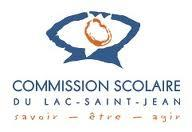 COMMISSION SCOLAIRE
DU LAC-SAINT-JEAN
savoir – être – agir